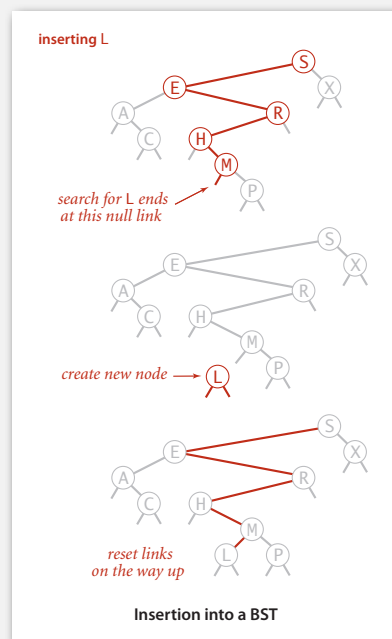 inserting L
S
E
X
A
R
C
H
M
P
search for L ends
at this null link
S
E
X
A
R
C
H
M
P
create new node
L
S
E
X
A
R
C
H
M
L
P
reset links
on the way up
Insertion into a BST